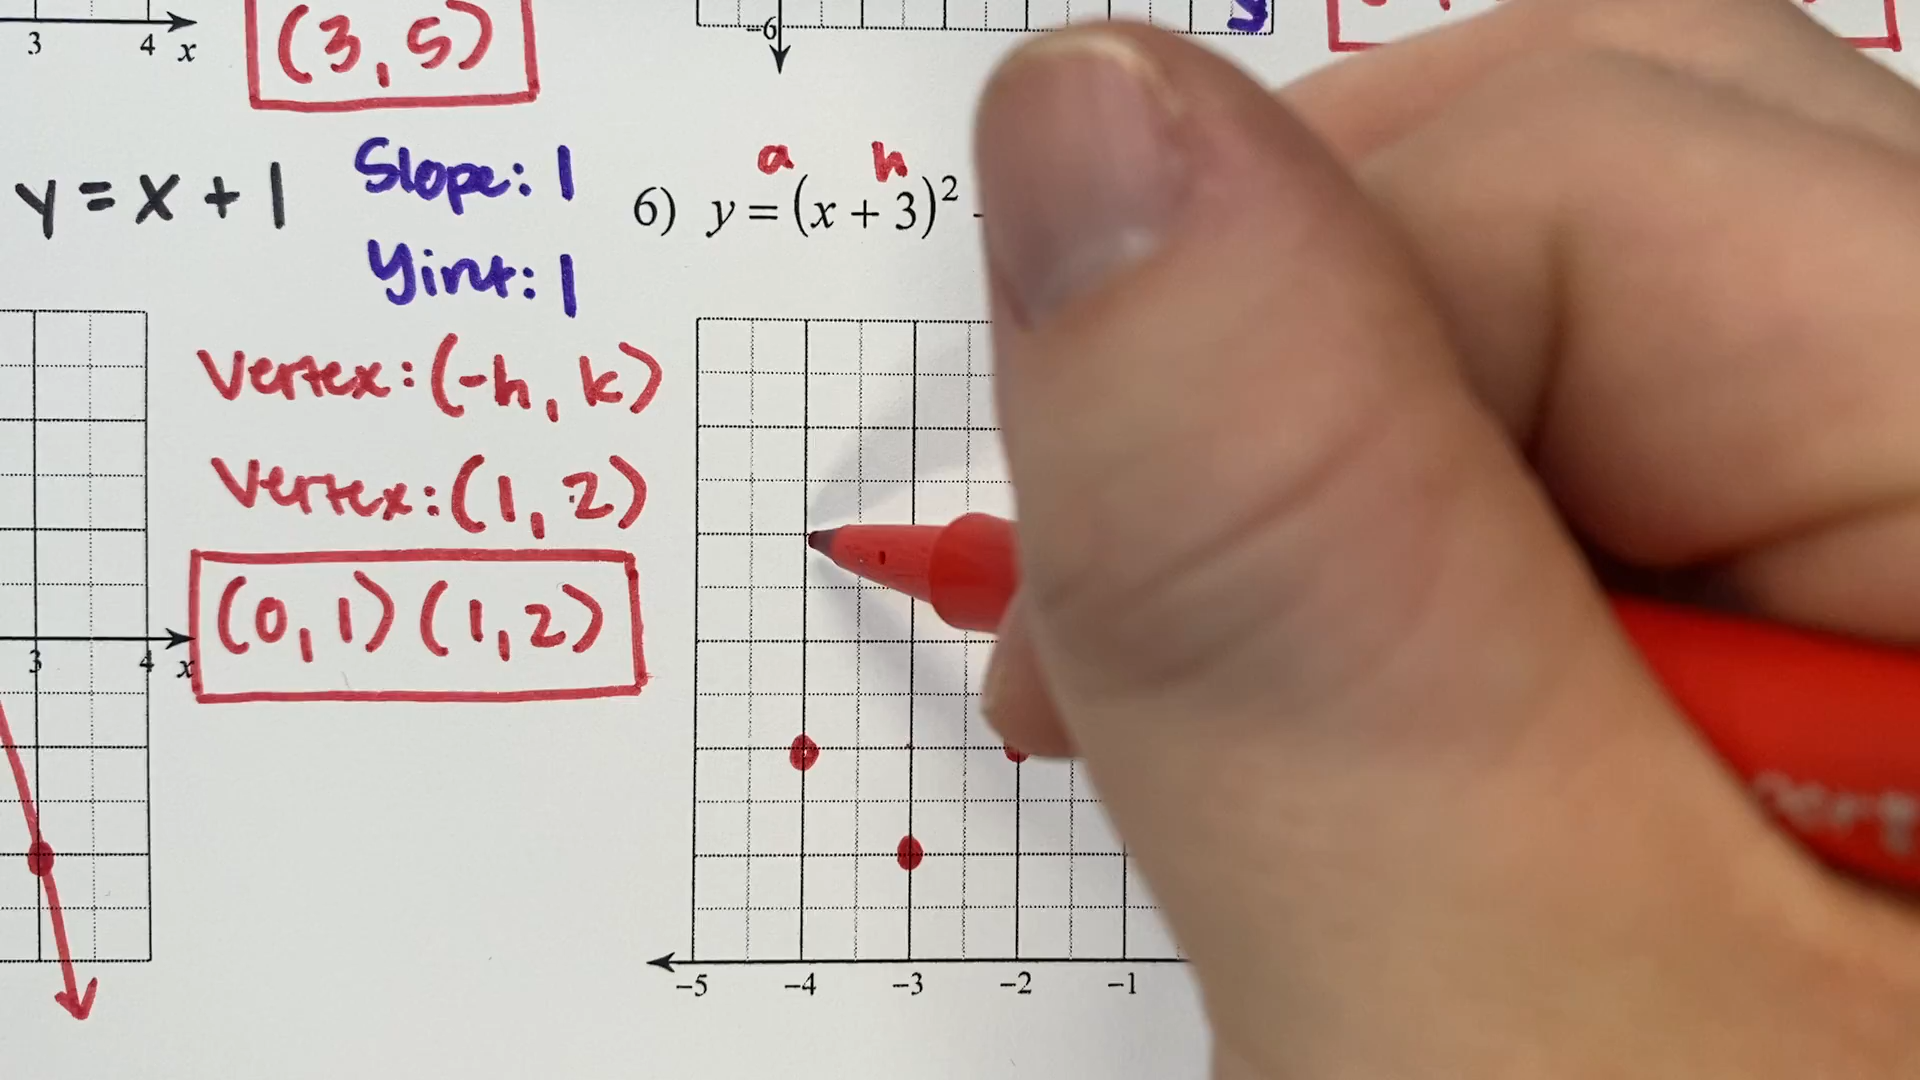 3 4 x
(3, 5)
-6
y = x + 1
Slope: 1
Yint: 1
a h
6) y = (x + 3)² -
Vertex: (-h, k)
Vertex: (1, 2)
(0, 1) (1, 2)
3 4 x
-5 -4 -3 -2 -1